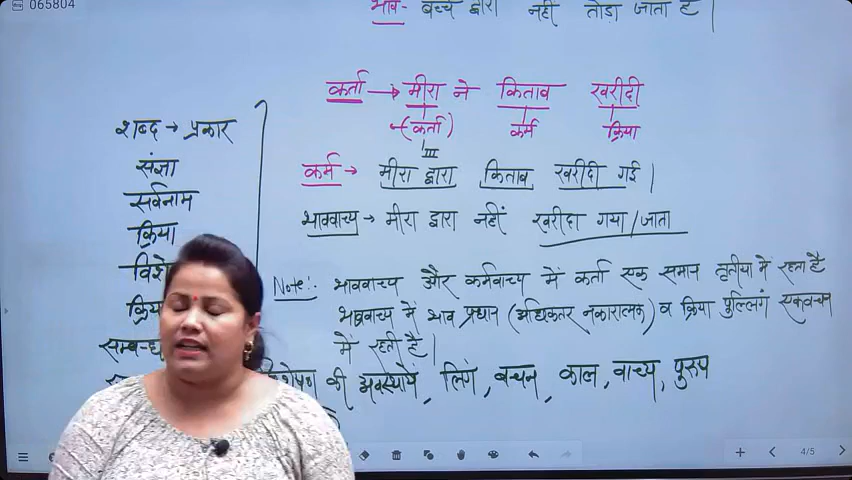 065804
भाव- बच्चे द्वारा नहीं तोड़ा जाता है |
कर्ता → मीरा ने किताब खरीदी
(कर्ता) कर्म क्रिया
III
कर्म → मीरा द्वारा किताब खरीदी गई |
भाववाच्य → मीरा द्वारा नहीं खरीदा गया/जाता
Note:- भाववाच्य और कर्मवाच्य में कर्ता एक समान तृतीया में रहता है
भाववाच्य में भाव प्रधान (अधिकतर नकारात्मक) व क्रिया पुल्लिगं एकवचन
में रहती है |
की अवस्थायें, लिगं, वचन, काल, वाच्य, पुरुष
शब्द → प्रकार
संज्ञा
सर्वनाम
क्रिया
4/5